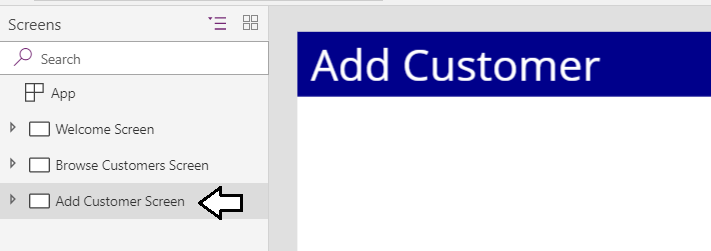 Screens
Search
App
Welcome Screen
Browse Customers Screen
Add Customer Screen
Add Customer